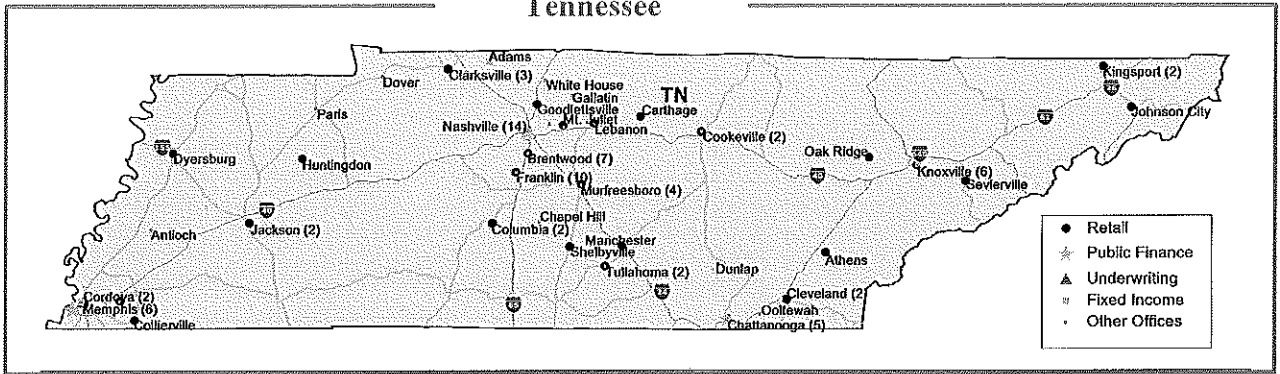 Tennessee
Adams
Clarksville (3)
Dover
Kingsport (2)
White House
Gallatin
TN
Paris
Goodlettsville
Carthage
Johnson City
Mt. Juliet
Lebanon
Nashville (14)
Cookeville (2)
Oak Ridge
Dyersburg
Huntingdon
Brentwood (7)
Knoxville (6)
Franklin (10)
Sevierville
Murfreesboro (4)
Chapel Hill
Antioch
Jackson (2)
Columbia (2)
Manchester
Shelbyville
Athens
Tullahoma (2)
Dunlap
Cordova (2)
Cleveland (2)
Memphis (6)
Ooltewah
Collierville
Chattanooga (5)
Retail
Public Finance
Underwriting
Fixed Income
Other Offices